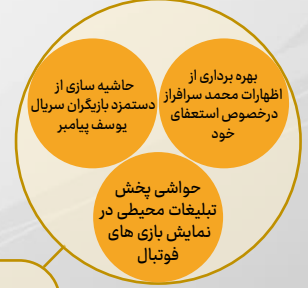 بهره برداری از
اظهارات محمد سرافراز
درخصوص استعفای
خود
حاشیه سازی از
دستمزد بازیگران سریال
یوسف پیامبر
حواشی پخش
تبلیغات محیطی در
نمایش بازی های
فوتبال